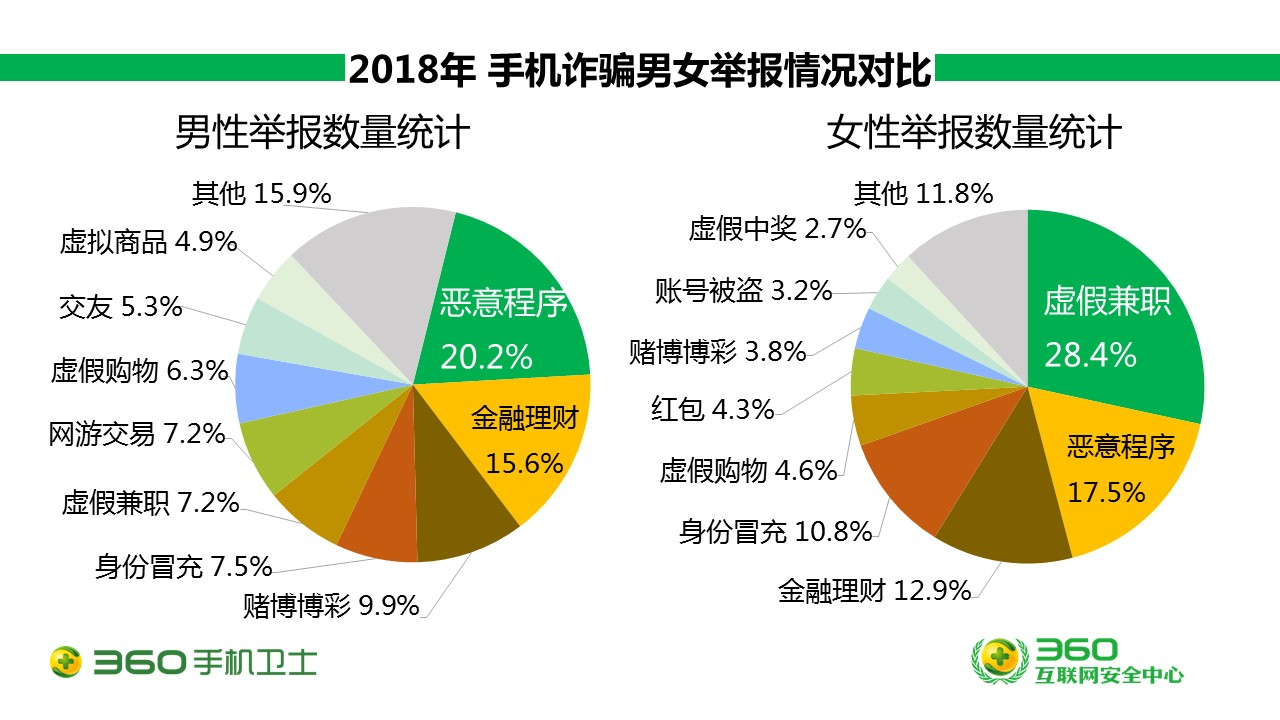 2018年 手机诈骗男女举报情况对比
男性举报数量统计
其他 15.9%
虚拟商品 4.9%
交友 5.3%
虚假购物 6.3%
网游交易 7.2%
虚假兼职 7.2%
身份冒充 7.5%
赌博博彩 9.9%
恶意程序
20.2%
金融理财
15.6%
女性举报数量统计
其他 11.8%
虚假中奖 2.7%
账号被盗 3.2%
赌博博彩 3.8%
红包 4.3%
虚假购物 4.6%
身份冒充 10.8%
金融理财 12.9%
虚假兼职
28.4%
恶意程序
17.5%
360手机卫士
360
互联网安全中心